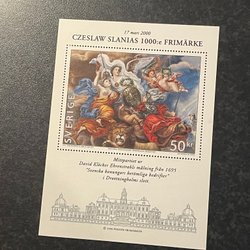 17 mars 2000
CZESLAW SLANIAS 1000:e FRIMÄRKE
SVERIGE
50 kr
Mittpartiet ur
David Klöcker Ehrenstrahls målning från 1695
"Svenska konungars berömliga bedrifter"
i Drottningholms slott